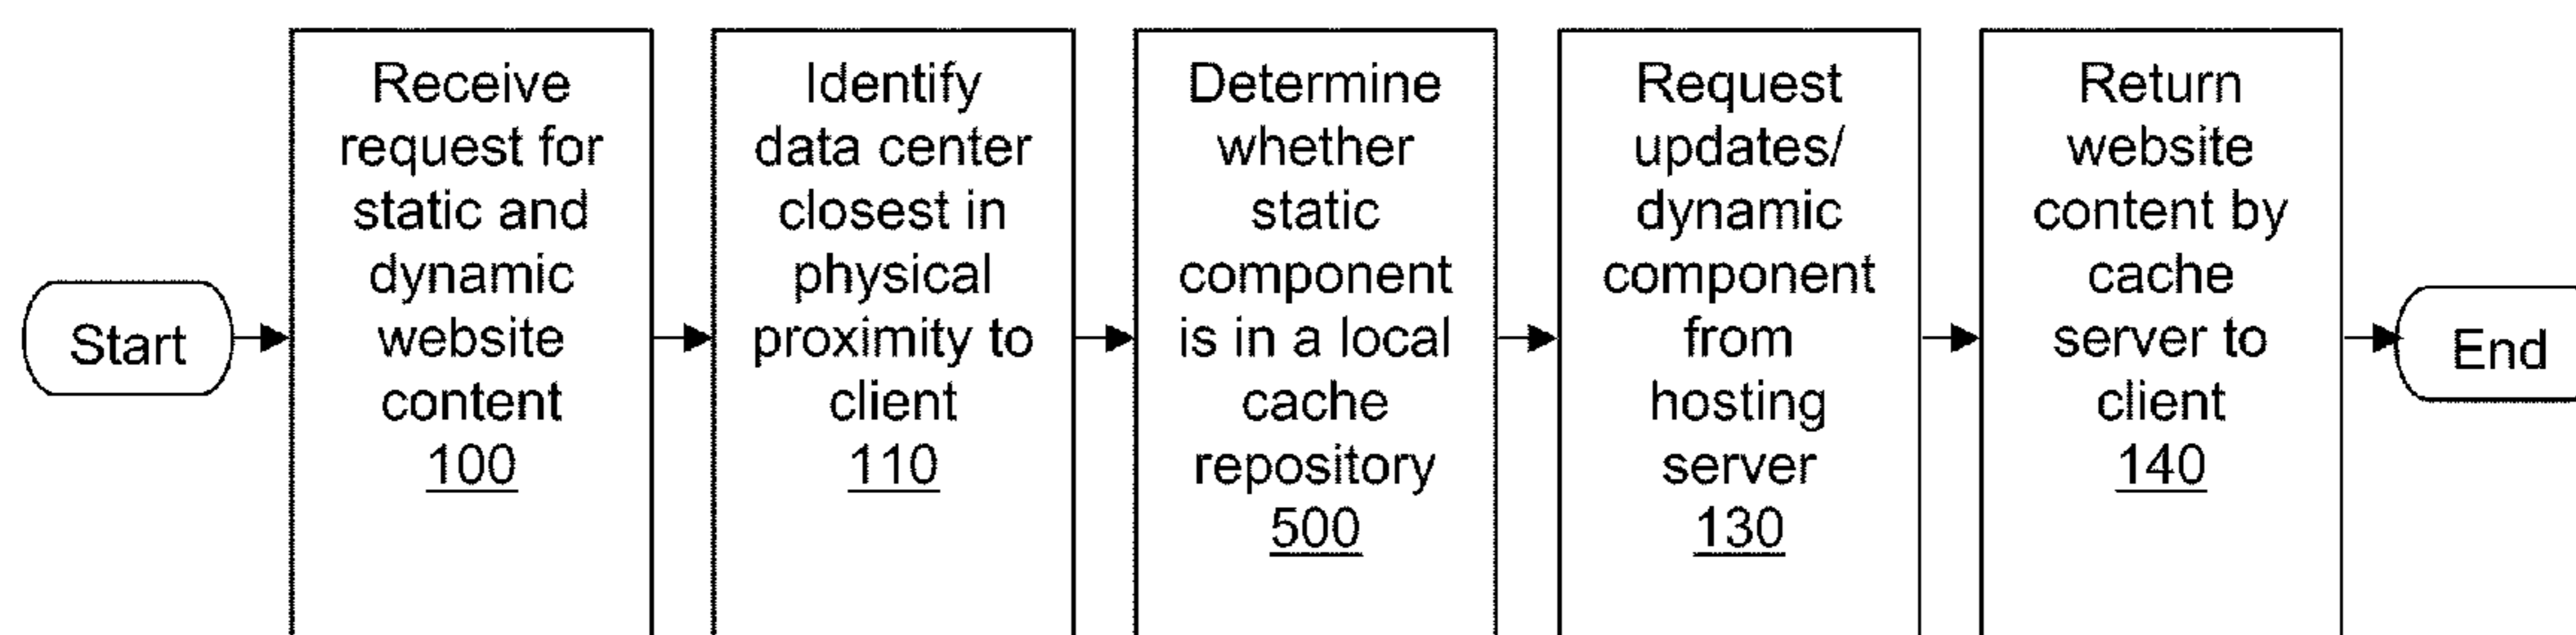 Start
Receive
request for
static and
dynamic
website
content
100
Identify
data center
closest in
physical
proximity to
client
110
Determine
whether
static
component
is in a local
cache
repository
500
Request
updates/
dynamic
component
from
hosting
server
130
Return
website
content by
cache
server to
client
140
End